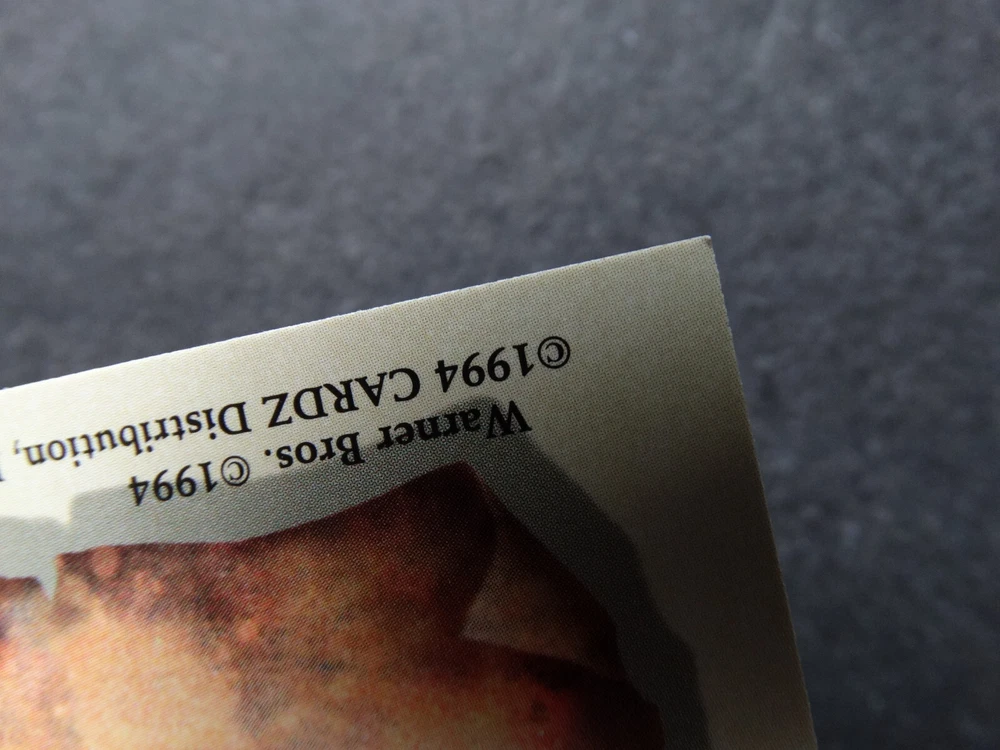 Warner Bros. ©1994
©1994 CARDZ Distribution,